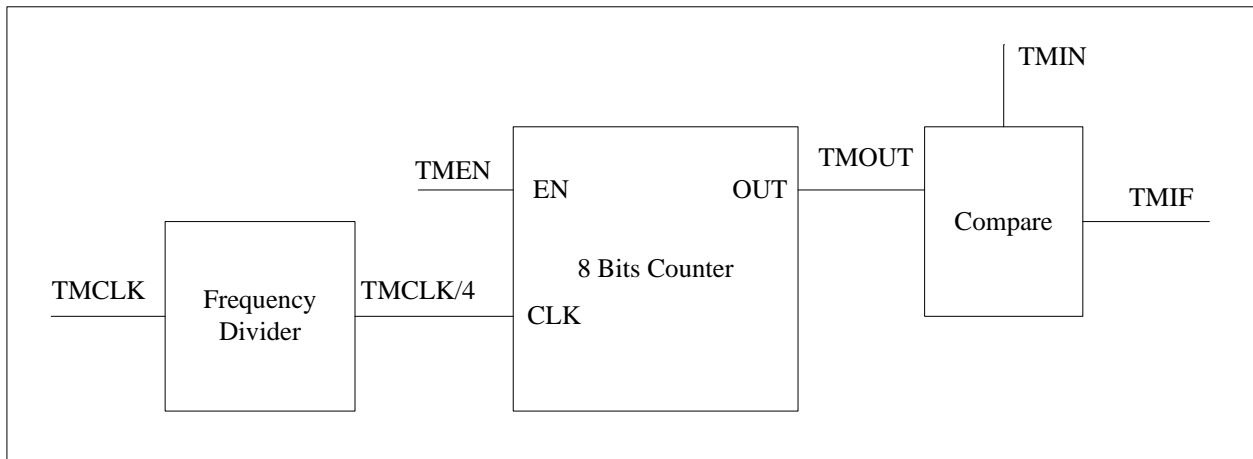 TMIN
TMEN
TMOUT
EN
OUT
TMIF
Compare
8 Bits Counter
TMCLK
Frequency
Divider
TMCLK/4
CLK